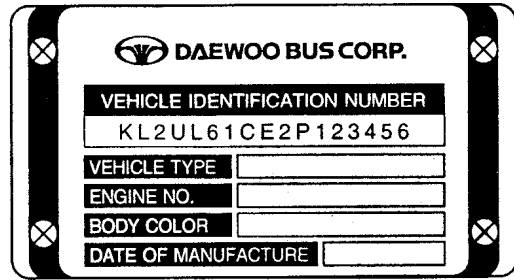 DAEWOO BUS CORP.
VEHICLE IDENTIFICATION NUMBER
KL2UL61CE2P123456
VEHICLE TYPE
ENGINE NO.
BODY COLOR
DATE OF MANUFACTURE